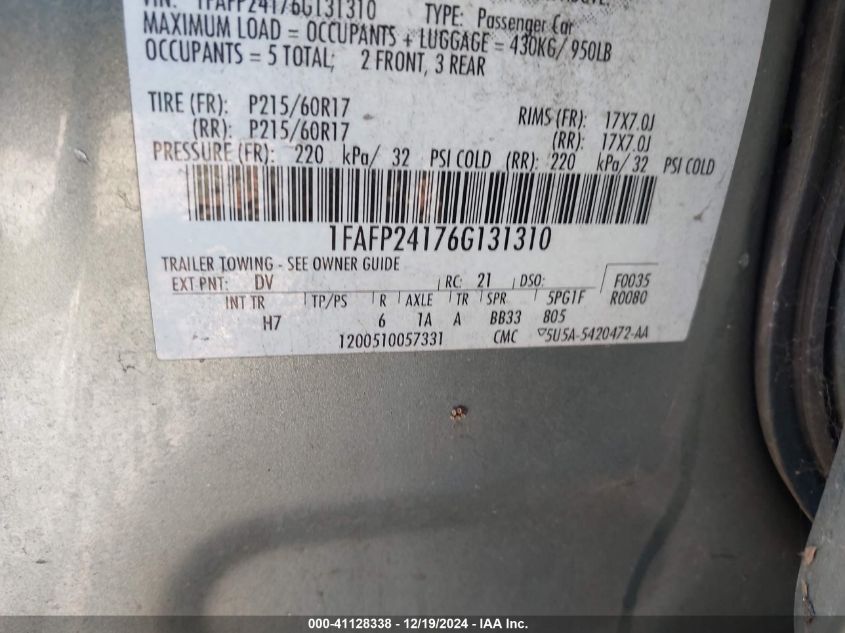 VIN: 1FAFP24176G131310 TYPE: Passenger Car
MAXIMUM LOAD = OCCUPANTS + LUGGAGE = 430KG/ 950LB
OCCUPANTS = 5 TOTAL; 2 FRONT, 3 REAR
TIRE (FR): P215/60R17 RIMS (FR): 17X7.0J
(RR): P215/60R17 (RR): 17X7.0J
PRESSURE (FR): 220 kPa/ 32 PSI COLD (RR): 220 kPa/ 32 PSI COLD
1FAFP24176G131310
TRAILER TOWING - SEE OWNER GUIDE
EXT PNT: DV RC: 21 DSO: F0035
INT TR TP/PS R AXLE TR SPR 5PG1F R0080
H7 6 1A A BB33 805
1200510057331 CMC 5U5A-5420472-AA
000-41128338 - 12/19/2024 - IAA Inc.